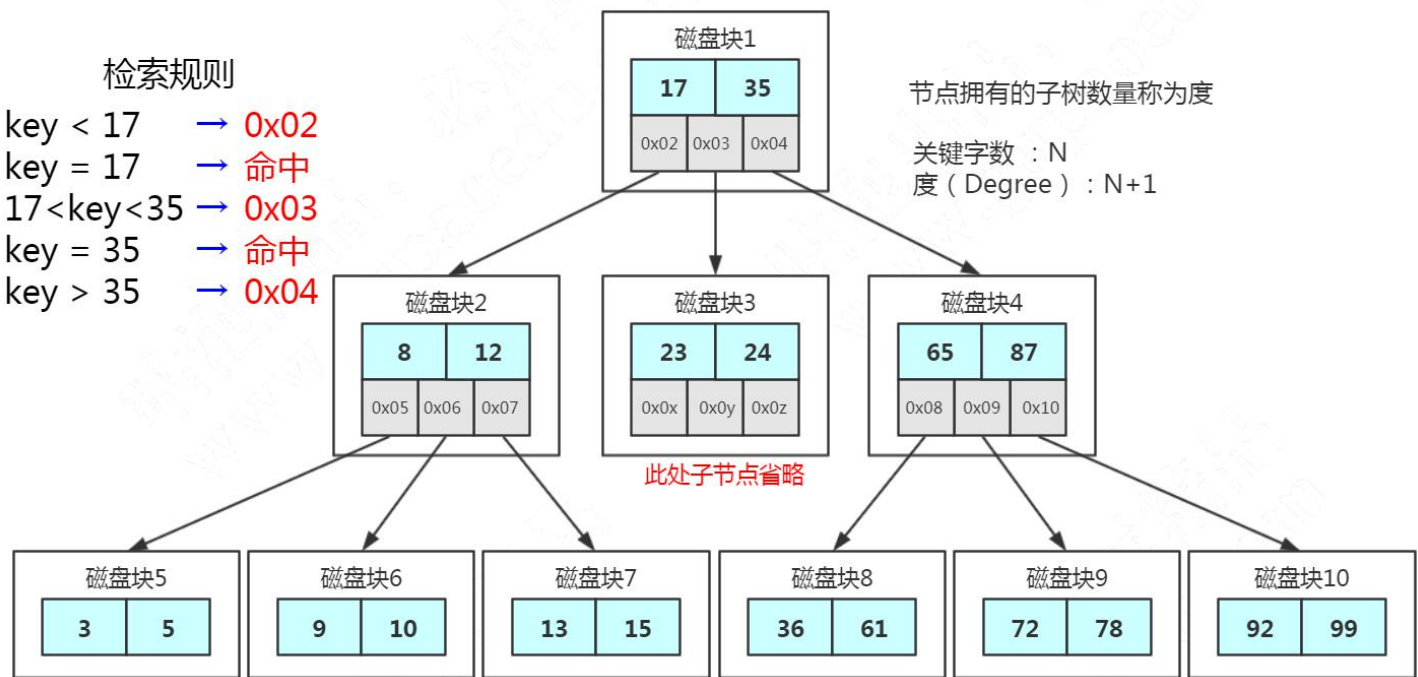 检索规则
key < 17 → 0x02
key = 17 → 命中
17<key<35 → 0x03
key = 35 → 命中
key > 35 → 0x04
磁盘块1
17 35
0x02 0x03 0x04
节点拥有的子树数量称为度
关键字数 ：N
度（Degree）：N+1
磁盘块2
8 12
0x05 0x06 0x07
磁盘块3
23 24
0x0x 0x0y 0x0z
此处子节点省略
磁盘块4
65 87
0x08 0x09 0x10
磁盘块5
3 5
磁盘块6
9 10
磁盘块7
13 15
磁盘块8
36 61
磁盘块9
72 78
磁盘块10
92 99